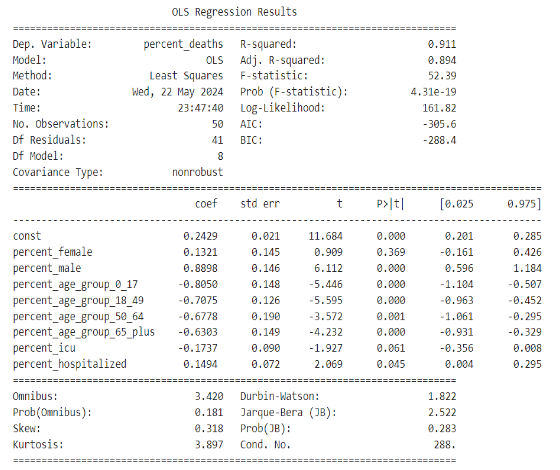 OLS Regression Results
==============================================================================
Dep. Variable: percent_deaths R-squared: 0.911
Model: OLS Adj. R-squared: 0.894
Method: Least Squares F-statistic: 52.39
Date: Wed, 22 May 2024 Prob (F-statistic): 4.31e-19
Time: 23:47:40 Log-Likelihood: 161.82
No. Observations: 50 AIC: -305.6
Df Residuals: 41 BIC: -288.4
Df Model: 8
Covariance Type: nonrobust
==============================================================================
coef std err t P>|t| [0.025 0.975]
------------------------------------------------------------------------------
const 0.2429 0.021 11.684 0.000 0.201 0.285
percent_female 0.1321 0.145 0.909 0.369 -0.161 0.426
percent_male 0.8898 0.146 6.112 0.000 0.596 1.184
percent_age_group_0_17 -0.8050 0.148 -5.446 0.000 -1.104 -0.507
percent_age_group_18_49 -0.7075 0.126 -5.595 0.000 -0.963 -0.452
percent_age_group_50_64 -0.6778 0.190 -3.572 0.001 -1.061 -0.295
percent_age_group_65_plus -0.6303 0.149 -4.232 0.000 -0.931 -0.329
percent_icu -0.1737 0.090 -1.927 0.061 -0.356 0.008
percent_hospitalized 0.1494 0.072 2.069 0.045 0.004 0.295
==============================================================================
Omnibus: 3.420 Durbin-Watson: 1.822
Prob(Omnibus): 0.181 Jarque-Bera (JB): 2.522
Skew: 0.318 Prob(JB): 0.283
Kurtosis: 3.897 Cond. No. 288.
==============================================================================